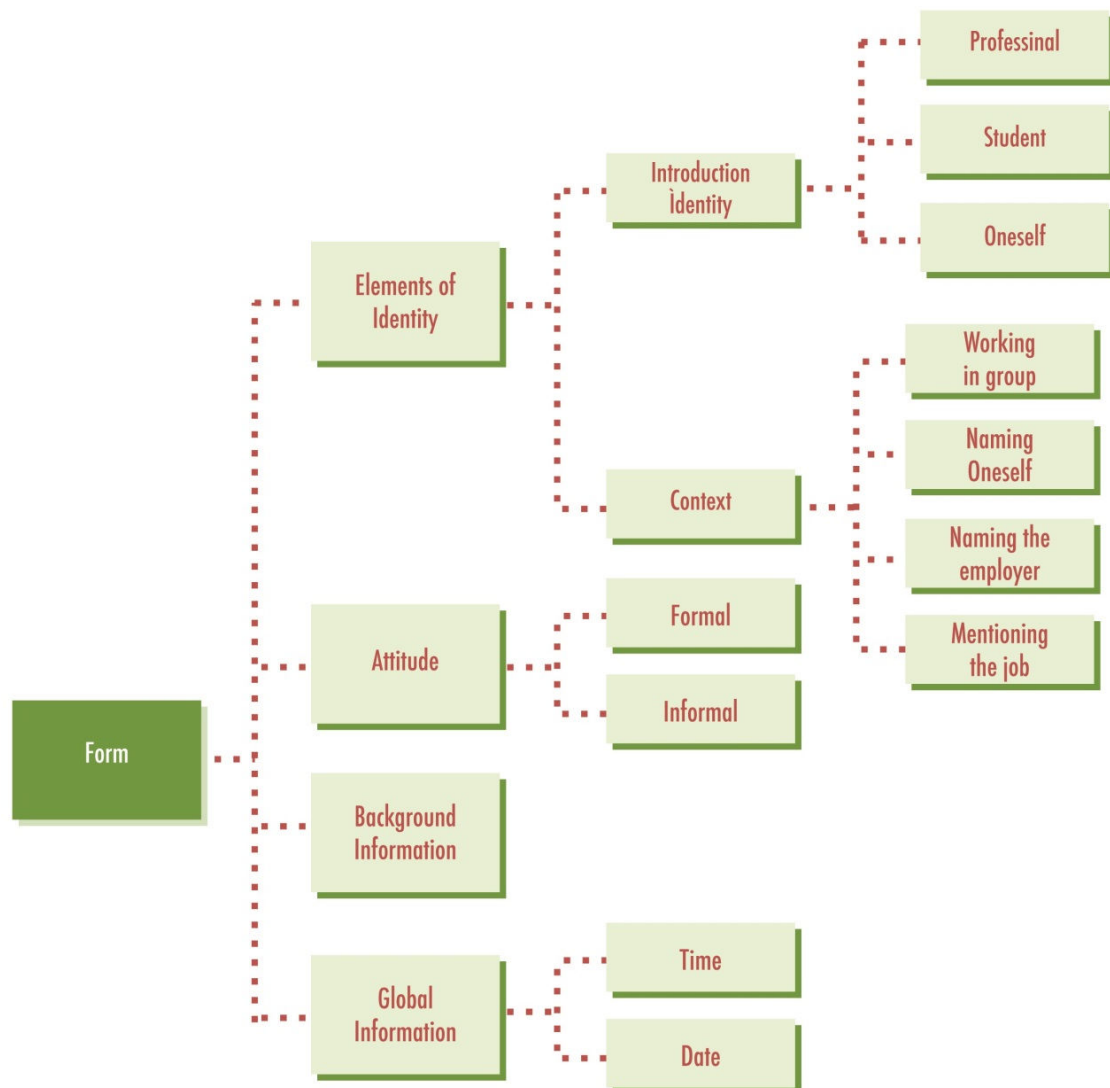 Professinal
Student
Introduction
Ìdentity
Oneself
Elements of
Identity
Working
in group
Naming
Oneself
Context
Naming the
employer
Formal
Mentioning
the job
Attitude
Informal
Form
Background
Information
Time
Global
Information
Date